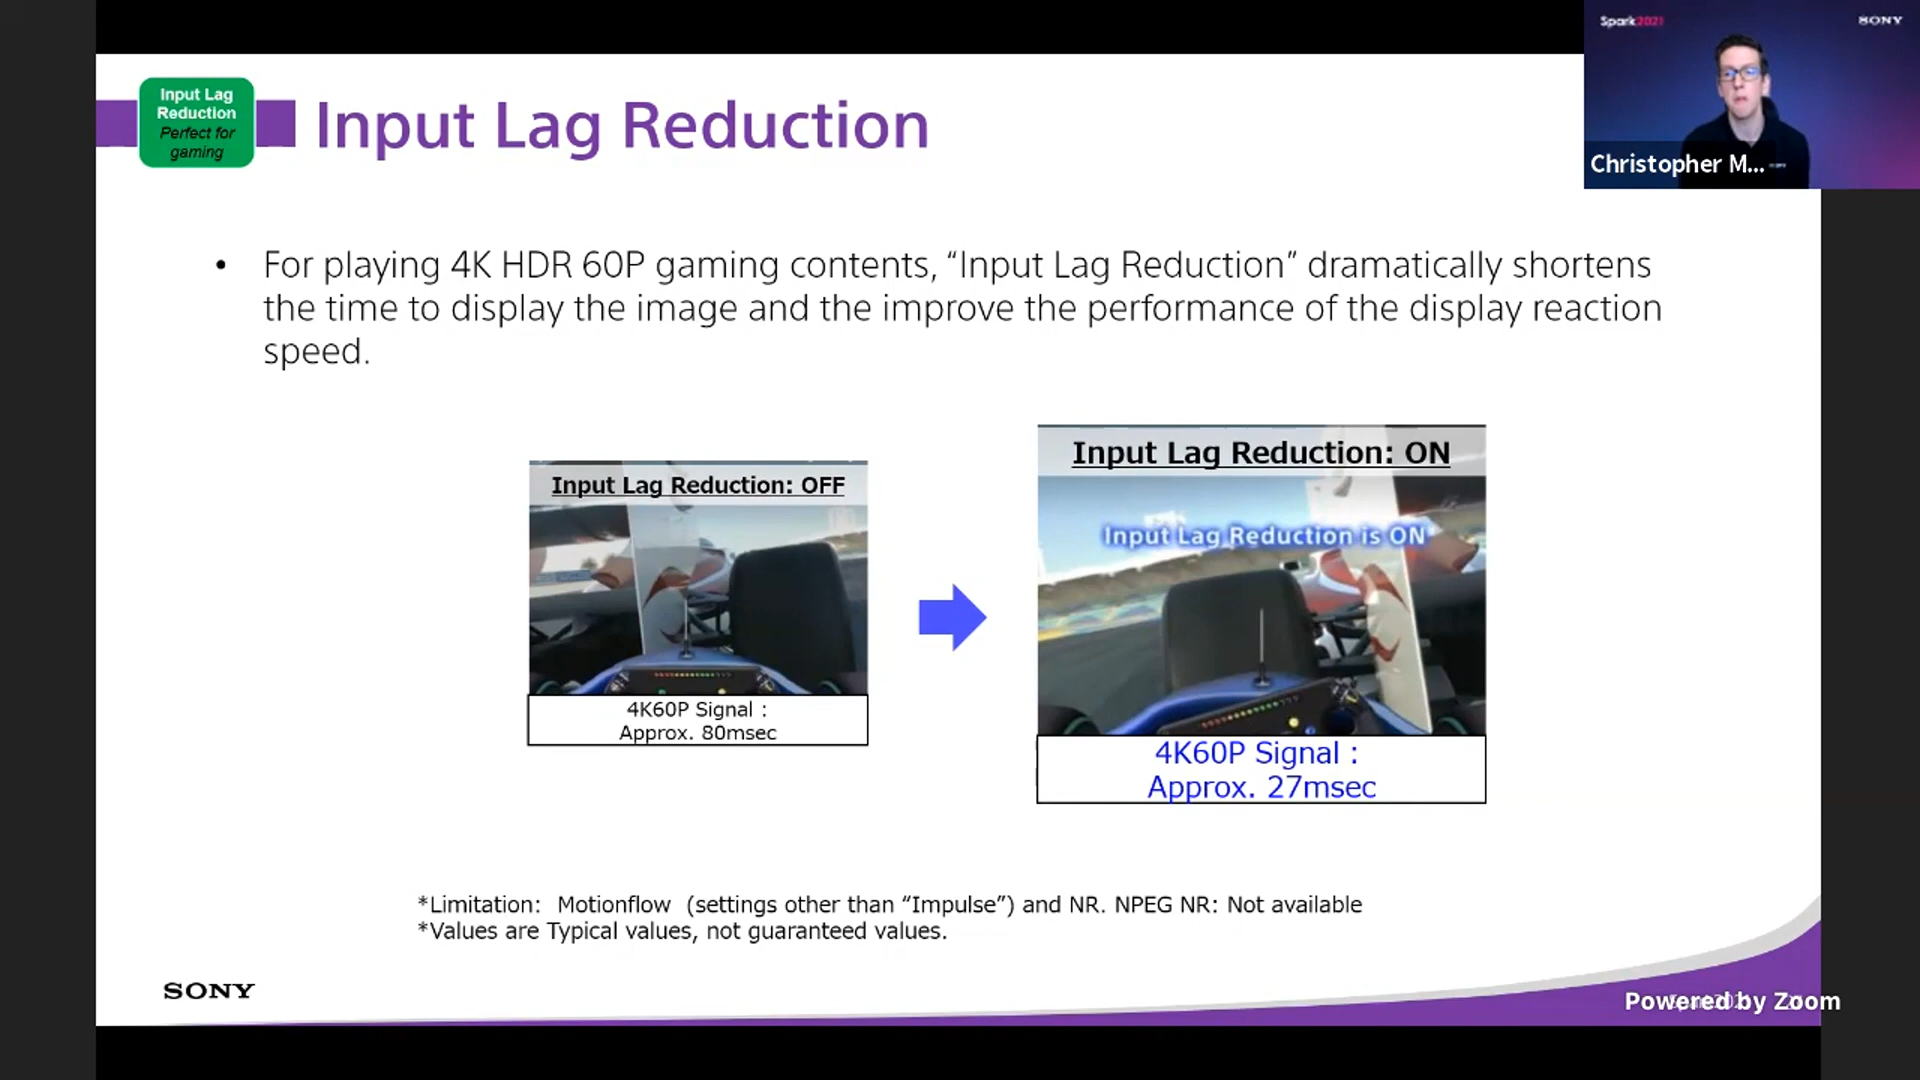 Spark2021
SONY
Christopher M...
Input Lag
Reduction
Perfect for
gaming
Input Lag Reduction
• For playing 4K HDR 60P gaming contents, “Input Lag Reduction” dramatically shortens
the time to display the image and the improve the performance of the display reaction
speed.
Input Lag Reduction: OFF
4K60P Signal :
Approx. 80msec
Input Lag Reduction: ON
Input Lag Reduction is ON
4K60P Signal :
Approx. 27msec
*Limitation: Motionflow (settings other than “Impulse”) and NR. NPEG NR: Not available
*Values are Typical values, not guaranteed values.
SONY
Powered by Zoom